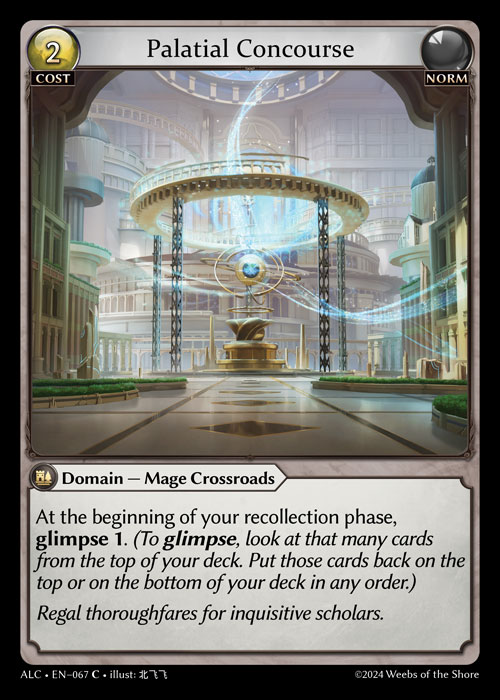 2
COST
Palatial Concourse
NORM
Domain — Mage Crossroads
At the beginning of your recollection phase,
glimpse 1. (To glimpse, look at that many cards
from the top of your deck. Put those cards back on the
top or on the bottom of your deck in any order.)
Regal thoroughfares for inquisitive scholars.
ALC • EN–067 C • illust: 北飞飞
©2024 Weebs of the Shore